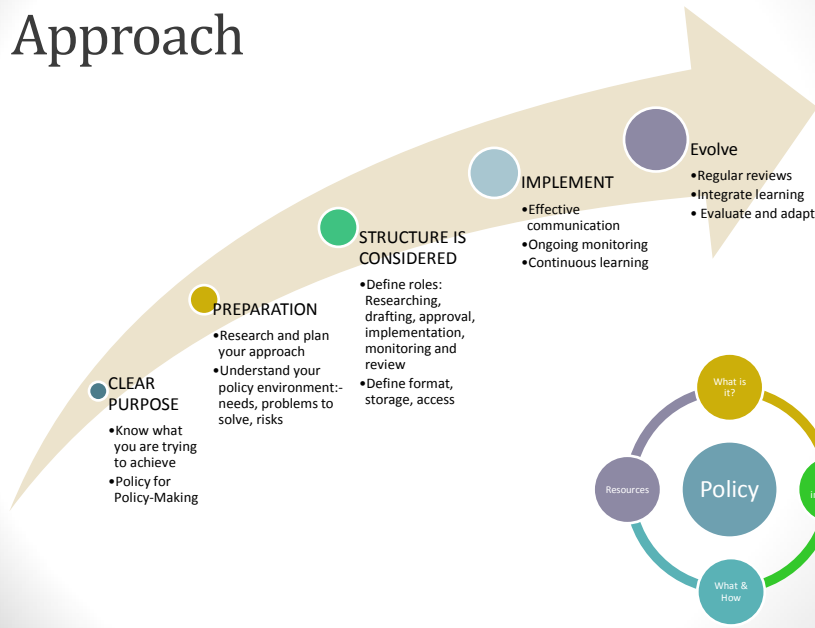 Approach
CLEAR
PURPOSE
•Know what
you are trying
to achieve
•Policy for
Policy-Making
PREPARATION
•Research and plan
your approach
•Understand your
policy environment:-
needs, problems to
solve, risks
STRUCTURE IS
CONSIDERED
•Define roles:
Researching,
drafting, approval,
implementation,
monitoring and
review
•Define format,
storage, access
IMPLEMENT
•Effective
communication
•Ongoing monitoring
•Continuous learning
Evolve
•Regular reviews
•Integrate learning
• Evaluate and adapt
What is
it?
Resources
Policy
What &
How